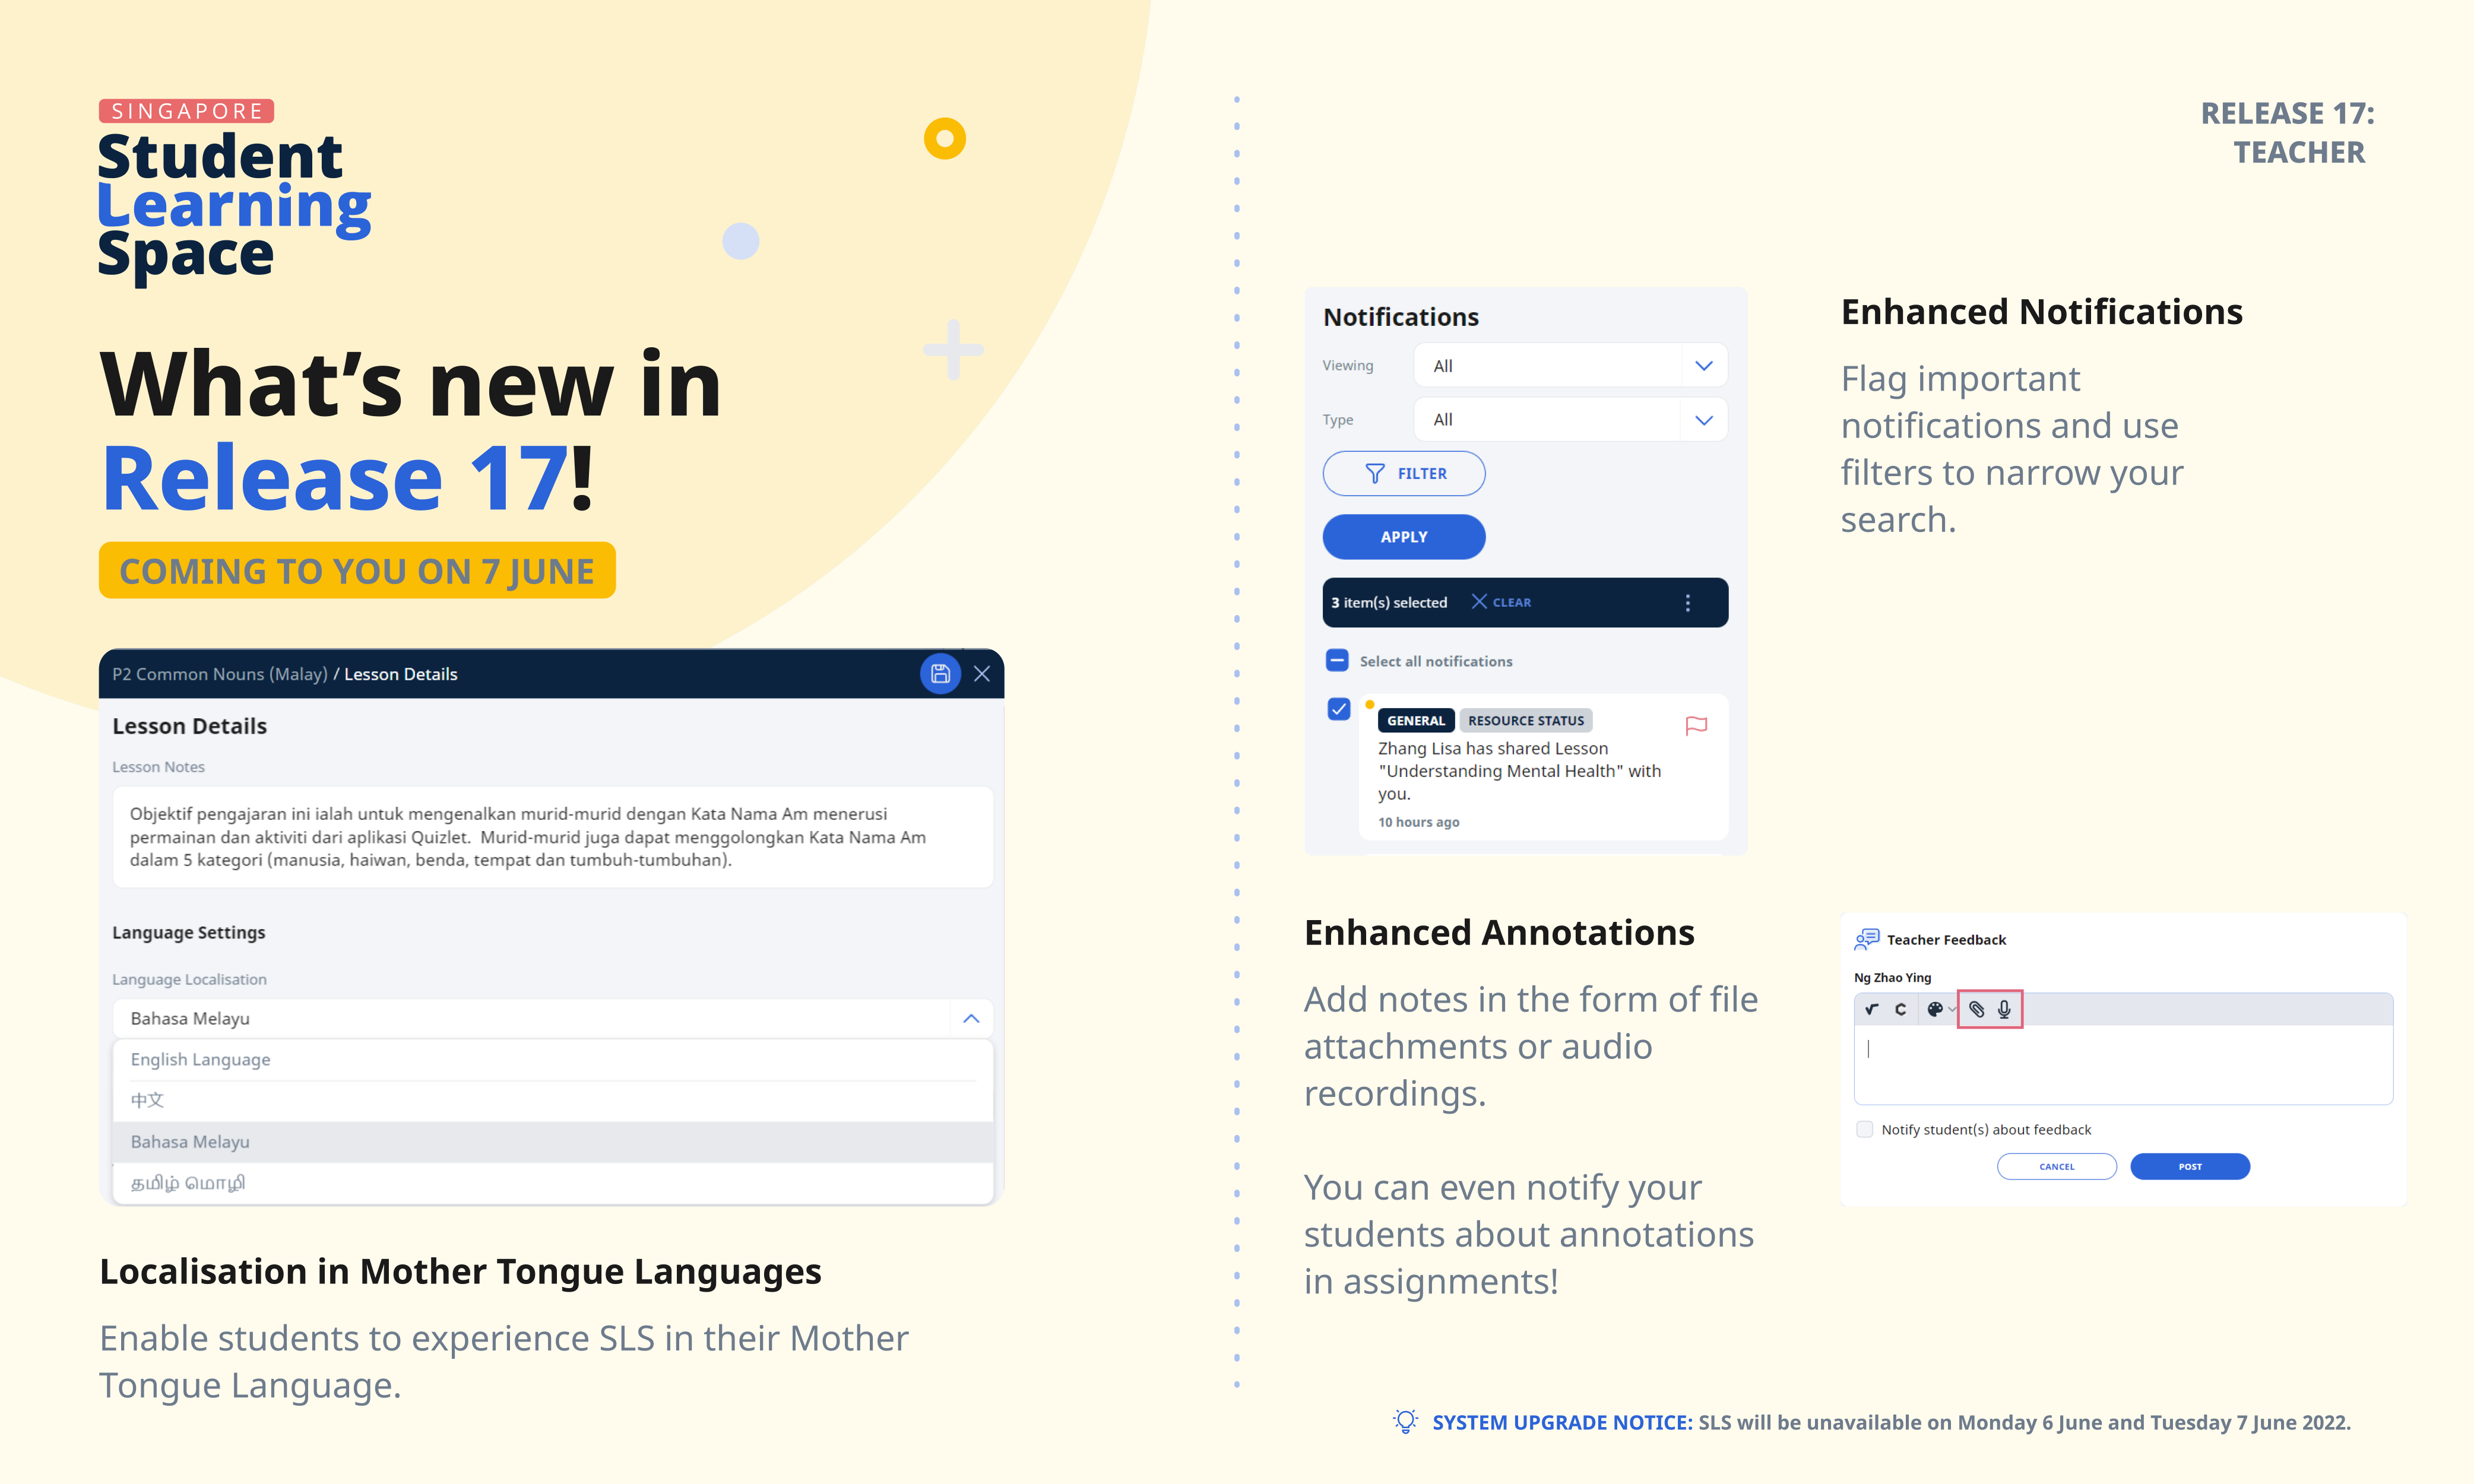 SINGAPORE
Student
Learning
Space
What's new in
Release 17!
COMING TO YOU ON 7 JUNE
P2 Common Nouns (Malay) / Lesson Details
Lesson Details
Lesson Notes
Objektif pengajaran ini ialah untuk mengenalkan murid-murid dengan Kata Nama Am menerusi
permainan dan aktiviti dari aplikasi Quizlet.  Murid-murid juga dapat menggolongkan Kata Nama Am
dalam 5 kategori (manusia, haiwan, benda, tempat dan tumbuh-tumbuhan).
Language Settings
Language Localisation
Bahasa Melayu
English Language
中文
Bahasa Melayu
தமிழ் மொழி
Localisation in Mother Tongue Languages
Enable students to experience SLS in their Mother
Tongue Language.
RELEASE 17:
TEACHER
Notifications
Viewing All
Type All
FILTER
APPLY
3 item(s) selected CLEAR
Select all notifications
GENERAL RESOURCE STATUS
Zhang Lisa has shared Lesson
"Understanding Mental Health" with
you.
10 hours ago
Enhanced Notifications
Flag important
notifications and use
filters to narrow your
search.
Enhanced Annotations
Add notes in the form of file
attachments or audio
recordings.
You can even notify your
students about annotations
in assignments!
Teacher Feedback
Ng Zhao Ying
Notify student(s) about feedback
CANCEL POST
SYSTEM UPGRADE NOTICE: SLS will be unavailable on Monday 6 June and Tuesday 7 June 2022.